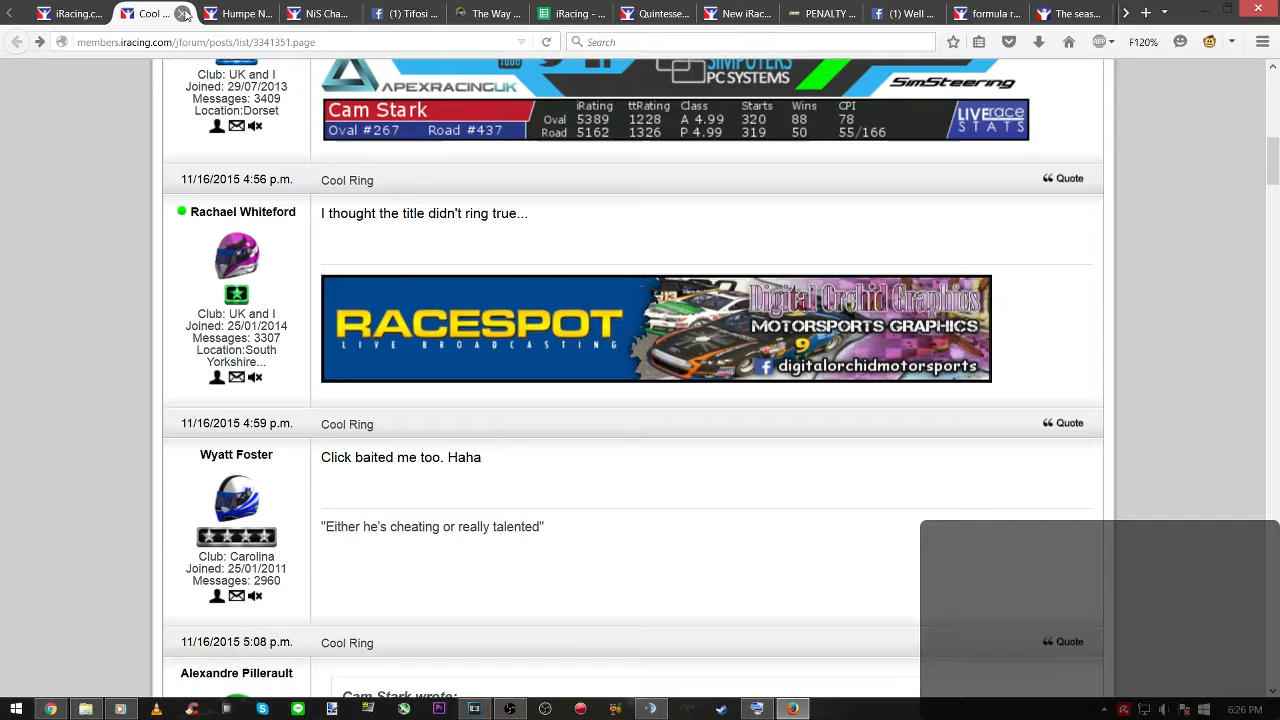 iRacing.c...
Cool ...
Humpe N...
NiS Cha...
(1) Tifosi ...
The Way ...
iRacing - ...
Quintesse...
New iRac...
PENALTY ...
(1) Well ...
formula r...
The seas...
members.iracing.com/jforum/posts/list/3341351.page
Search
F120%
Club: UK and I
Joined: 29/07/2013
Messages: 3409
Location:Dorset
You Tube
APEXRACINGUK
SIMPUTERS
PC SYSTEMS
SimSteering
Cam Stark iRating ttRating Class Starts Wins CPI
Oval 5389 1228 A 4.99 320 88 78
Oval #267 Road #437 Road 5162 1326 P 4.99 319 50 55/166
LIVErace STATS
11/16/2015 4:56 p.m. Cool Ring Quote
Rachael Whiteford
I thought the title didn't ring true...
Club: UK and I
Joined: 25/01/2014
Messages: 3307
Location:South
Yorkshire...
RACESPOT
LIVE BROADCASTING
Digital Orchid Graphics
MOTORSPORTS GRAPHICS
9
digitalorchidmotorsports
11/16/2015 4:59 p.m. Cool Ring Quote
Wyatt Foster
Click baited me too. Haha
"Either he's cheating or really talented"
Club: Carolina
Joined: 25/01/2011
Messages: 2960
11/16/2015 5:08 p.m. Cool Ring Quote
Alexandre Pillerault
Cam Stark wrote:
6:26 PM